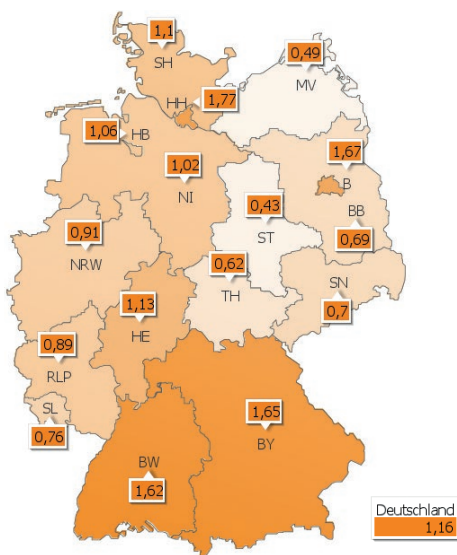 1,1
SH
0,49
MV
HH
1,77
1,06
HB
1,02
NI
1,67
B
BB
0,43
ST
0,69
0,91
NRW
0,62
TH
SN
0,7
1,13
HE
0,89
RLP
SL
0,76
1,65
BY
BW
1,62
Deutschland
1,16